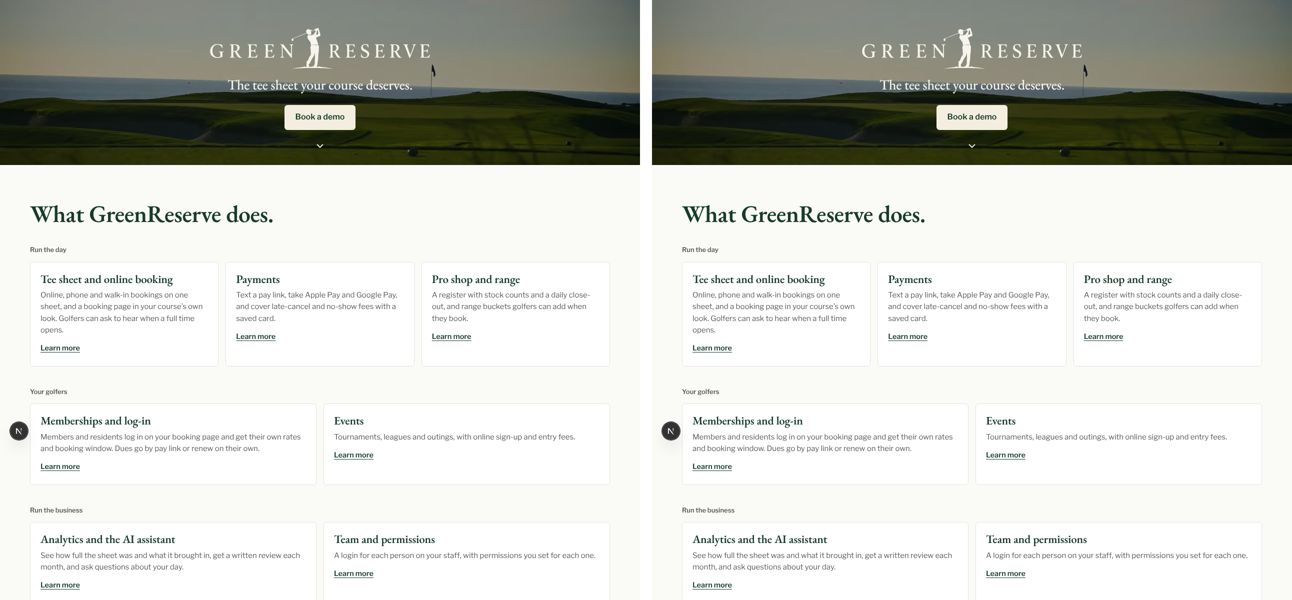 GREEN RESERVE
The tee sheet your course deserves.
Book a demo
What GreenReserve does.
Run the day
Tee sheet and online booking
Online, phone and walk-in bookings on one
sheet, and a booking page in your course's own
look. Golfers can ask to hear when a full time
opens.
Learn more
Payments
Text a pay link, take Apple Pay and Google Pay,
and cover late-cancel and no-show fees with a
saved card.
Learn more
Pro shop and range
A register with stock counts and a daily close-
out, and range buckets golfers can add when
they book.
Learn more
Your golfers
Memberships and log-in
Members and residents log in on your booking page and get their own rates
and booking window. Dues go by pay link or renew on their own.
Learn more
Events
Tournaments, leagues and outings, with online sign-up and entry fees.
Learn more
N
Run the business
Analytics and the AI assistant
See how full the sheet was and what it brought in, get a written review each
month, and ask questions about your day.
Learn more
Team and permissions
A login for each person on your staff, with permissions you set for each one.
Learn more
GREEN RESERVE
The tee sheet your course deserves.
Book a demo
What GreenReserve does.
Run the day
Tee sheet and online booking
Online, phone and walk-in bookings on one
sheet, and a booking page in your course's own
look. Golfers can ask to hear when a full time
opens.
Learn more
Payments
Text a pay link, take Apple Pay and Google Pay,
and cover late-cancel and no-show fees with a
saved card.
Learn more
Pro shop and range
A register with stock counts and a daily close-
out, and range buckets golfers can add when
they book.
Learn more
Your golfers
Memberships and log-in
Members and residents log in on your booking page and get their own rates
and booking window. Dues go by pay link or renew on their own.
Learn more
Events
Tournaments, leagues and outings, with online sign-up and entry fees.
Learn more
N
Run the business
Analytics and the AI assistant
See how full the sheet was and what it brought in, get a written review each
month, and ask questions about your day.
Learn more
Team and permissions
A login for each person on your staff, with permissions you set for each one.
Learn more